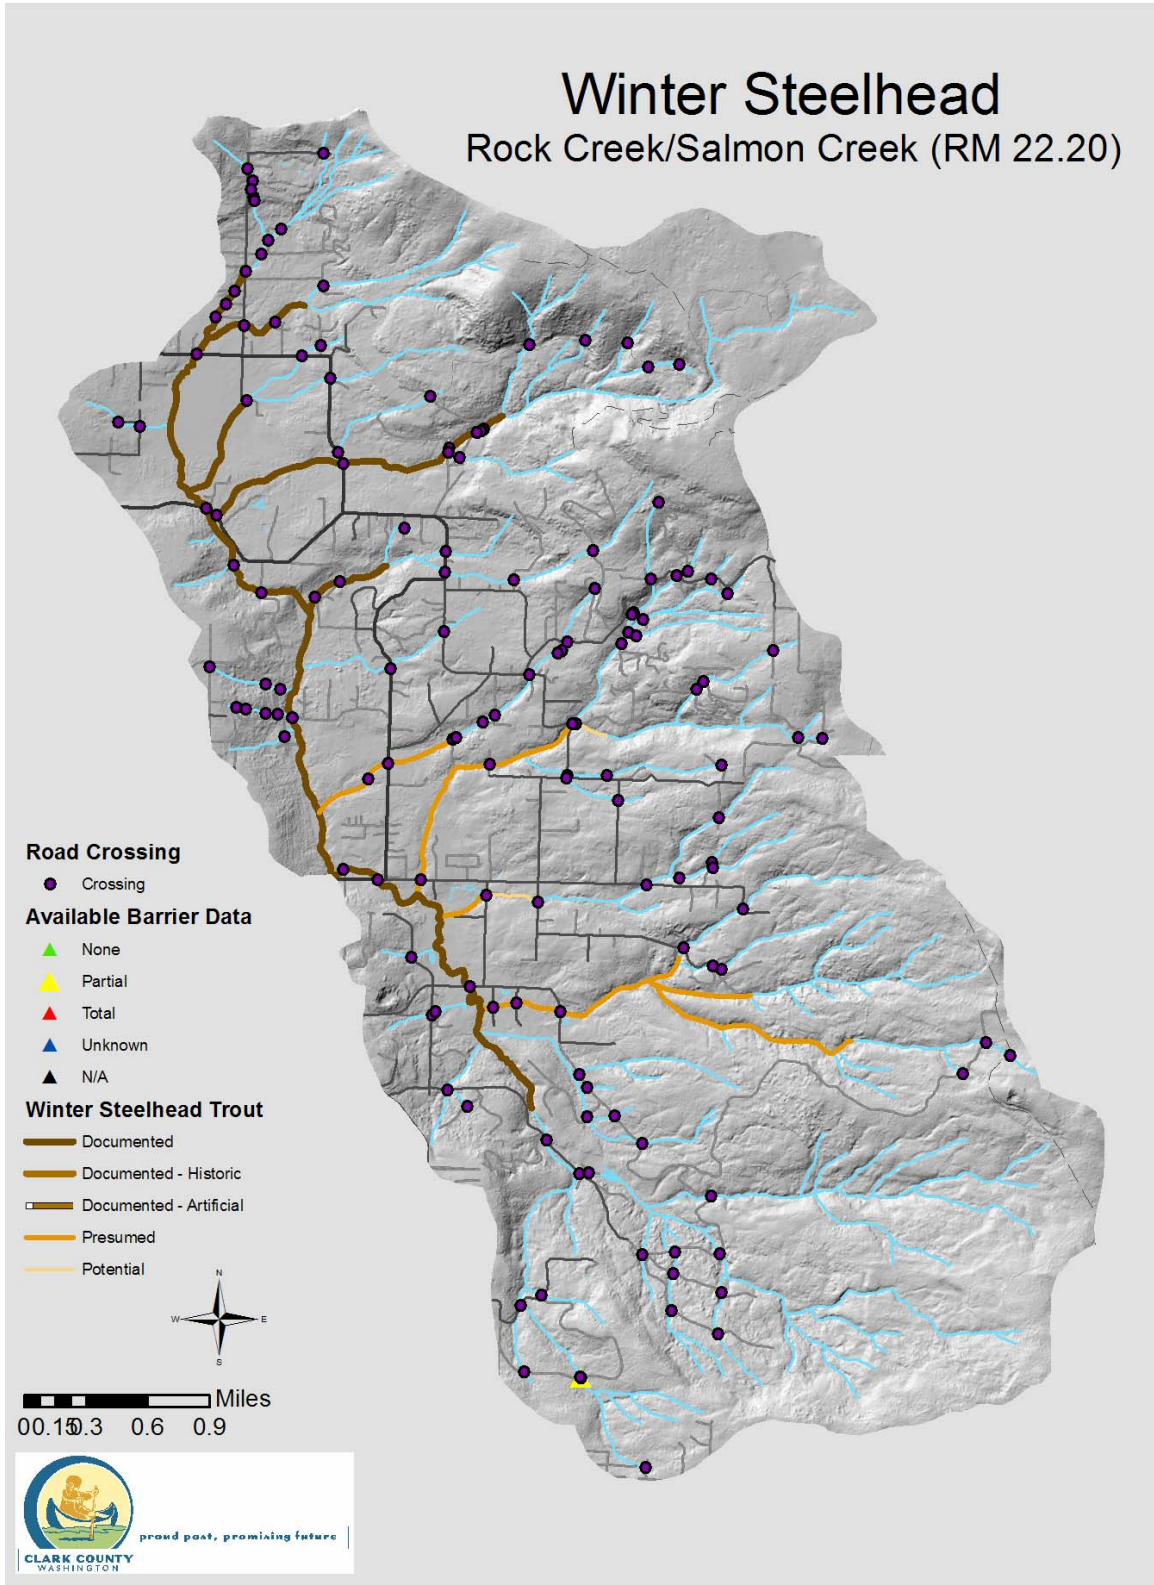 Winter Steelhead
Rock Creek/Salmon Creek (RM 22.20)
Road Crossing
Crossing
Available Barrier Data
None
Partial
Total
Unknown
N/A
Winter Steelhead Trout
Documented
Documented - Historic
Documented - Artificial
Presumed
Potential
N
W E
S
Miles
0 0.15 0.3 0.6 0.9
proud past, promising future
CLARK COUNTY
WASHINGTON